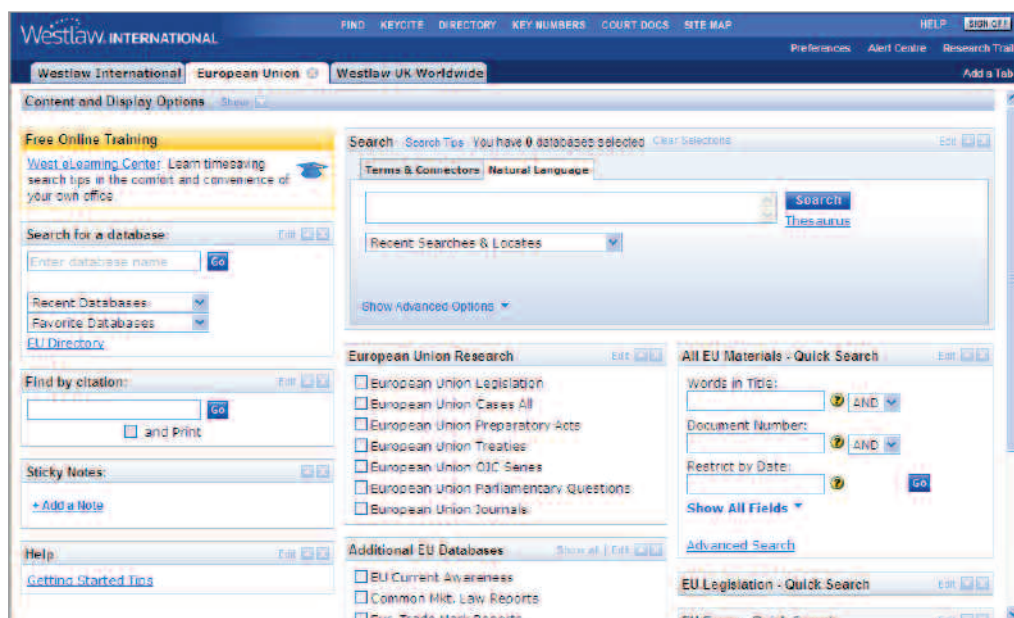 Westlaw. INTERNATIONAL
FIND KEYCITE DIRECTORY KEY NUMBERS COURT DOCS SITE MAP
HELP SIGN OFF
Preferences Alert Centre Research Trail
Westlaw International European Union Westlaw UK Worldwide
Add a Tab
Content and Display Options Show
Free Online Training
West eLearning Center. Learn timesaving
search tips in the comfort and convenience of
your own office
Search for a database:
Edit
Enter database name Go
Recent Databases
Favorite Databases
EU Directory
Find by citation:
Edit
Go
and Print
Sticky Notes:
+ Add a Note
Help
Edit
Getting Started Tips
Search Search Tips You have 0 databases selected Clear Selections
Edit
Terms & Connectors Natural Language
Search
Thesaurus
Recent Searches & Locates
Show Advanced Options
European Union Research
Edit
European Union Legislation
European Union Cases All
European Union Preparatory Acts
European Union Treaties
European Union OJC Series
European Union Parliamentary Questions
European Union Journals
Additional EU Databases
Show all | Edit
EU Current Awareness
Common Mkt. Law Reports
Eur. Trade Mark Reports
All EU Materials - Quick Search
Edit
Words in Title:
? AND
Document Number:
? AND
Restrict by Date:
? Go
Show All Fields
Advanced Search
EU Legislation - Quick Search
Edit